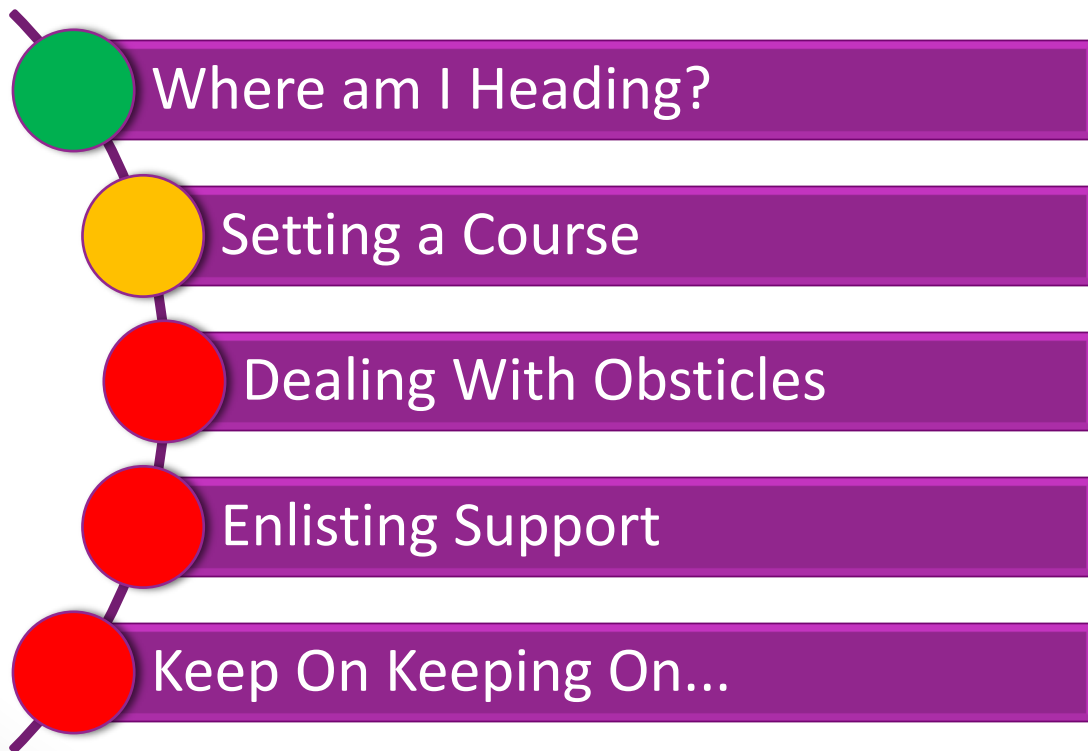 Where am I Heading?
Setting a Course
Dealing With Obsticles
Enlisting Support
Keep On Keeping On...